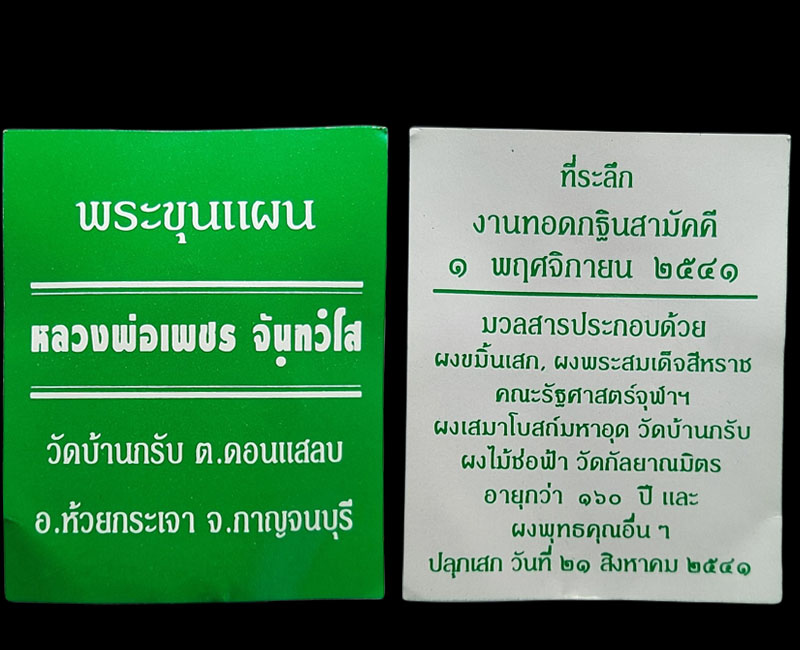 พระขุนแผน
หลวงพ่อเพชร จันฺทวํโส
วัดบ้านกรับ ต.ดอนแสลบ
อ.ห้วยกระเจา จ.กาญจนบุรี
ที่ระลึก
งานทอดกฐินสามัคคี
๑ พฤศจิกายน ๒๕๔๑
มวลสารประกอบด้วย
ผงขมิ้นเสก, ผงพระสมเด็จสีหราช
คณะรัฐศาสตร์จุฬาฯ
ผงเสมาโบสถ์มหาอุด วัดบ้านกรับ
ผงไม้ช่อฟ้า วัดกัลยาณมิตร
อายุกว่า ๑๖๐ ปี และ
ผงพุทธคุณอื่น ๆ
ปลุกเสก วันที่ ๒๑ สิงหาคม ๒๕๔๑